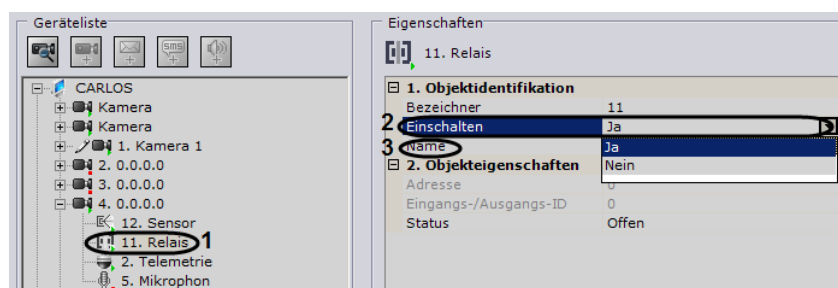 Geräteliste
sms
CARLOS
Kamera
Kamera
1. Kamera 1
2. 0.0.0.0
3. 0.0.0.0
4. 0.0.0.0
12. Sensor
11. Relais 1
2. Telemetrie
5. Mikrophon
Eigenschaften
11. Relais
1. Objektidentifikation
Bezeichner 11
2 Einschalten Ja
3 Name Ja
2. Objekteigenschaften Nein
Adresse 0
Eingangs-/Ausgangs-ID 0
Status Offen